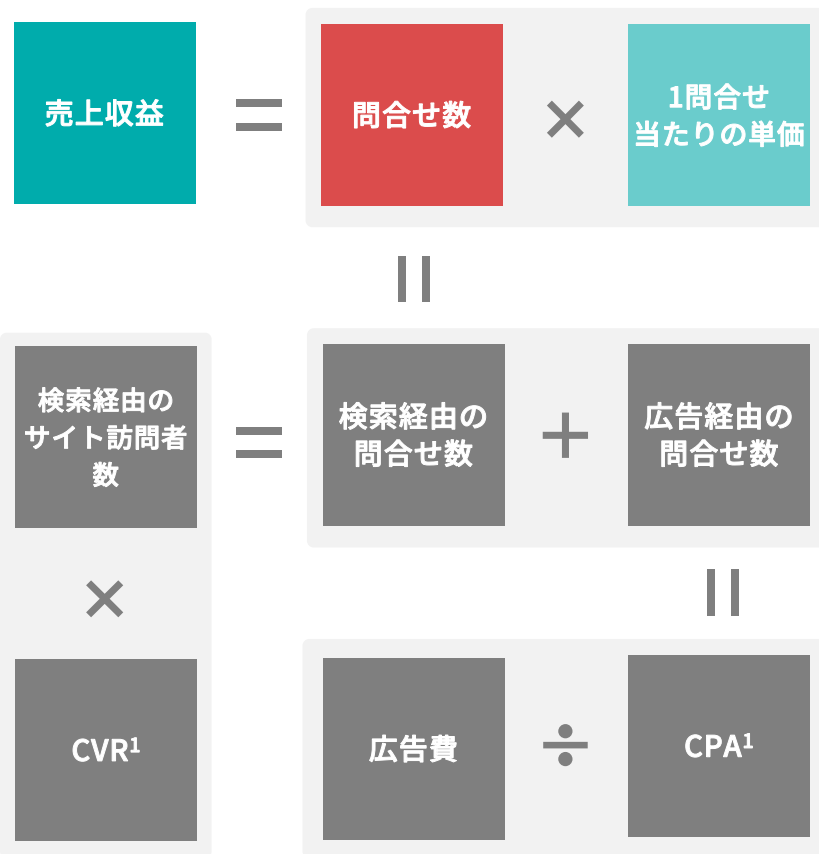 売上収益
=
問合せ数
×
1問合せ
当たりの単価
=
検索経由の
サイト訪問者
数
=
検索経由の
問合せ数
+
広告経由の
問合せ数
×
=
CVR¹
広告費
÷
CPA¹